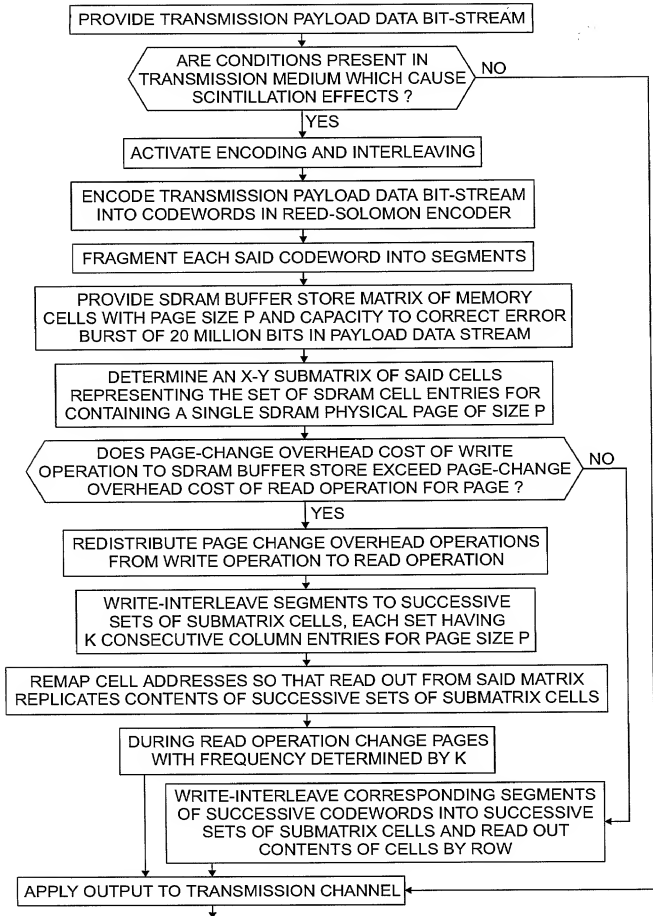 PROVIDE TRANSMISSION PAYLOAD DATA BIT-STREAM
ARE CONDITIONS PRESENT IN
TRANSMISSION MEDIUM WHICH CAUSE
SCINTILLATION EFFECTS ?
NO
YES
ACTIVATE ENCODING AND INTERLEAVING
ENCODE TRANSMISSION PAYLOAD DATA BIT-STREAM
INTO CODEWORDS IN REED-SOLOMON ENCODER
FRAGMENT EACH SAID CODEWORD INTO SEGMENTS
PROVIDE SDRAM BUFFER STORE MATRIX OF MEMORY
CELLS WITH PAGE SIZE P AND CAPACITY TO CORRECT ERROR
BURST OF 20 MILLION BITS IN PAYLOAD DATA STREAM
DETERMINE AN X-Y SUBMATRIX OF SAID CELLS
REPRESENTING THE SET OF SDRAM CELL ENTRIES FOR
CONTAINING A SINGLE SDRAM PHYSICAL PAGE OF SIZE P
DOES PAGE-CHANGE OVERHEAD COST OF WRITE
OPERATION TO SDRAM BUFFER STORE EXCEED PAGE-CHANGE
OVERHEAD COST OF READ OPERATION FOR PAGE ?
NO
YES
REDISTRIBUTE PAGE CHANGE OVERHEAD OPERATIONS
FROM WRITE OPERATION TO READ OPERATION
WRITE-INTERLEAVE SEGMENTS TO SUCCESSIVE
SETS OF SUBMATRIX CELLS, EACH SET HAVING
K CONSECUTIVE COLUMN ENTRIES FOR PAGE SIZE P
REMAP CELL ADDRESSES SO THAT READ OUT FROM SAID MATRIX
REPLICATES CONTENTS OF SUCCESSIVE SETS OF SUBMATRIX CELLS
DURING READ OPERATION CHANGE PAGES
WITH FREQUENCY DETERMINED BY K
WRITE-INTERLEAVE CORRESPONDING SEGMENTS
OF SUCCESSIVE CODEWORDS INTO SUCCESSIVE
SETS OF SUBMATRIX CELLS AND READ OUT
CONTENTS OF CELLS BY ROW
APPLY OUTPUT TO TRANSMISSION CHANNEL